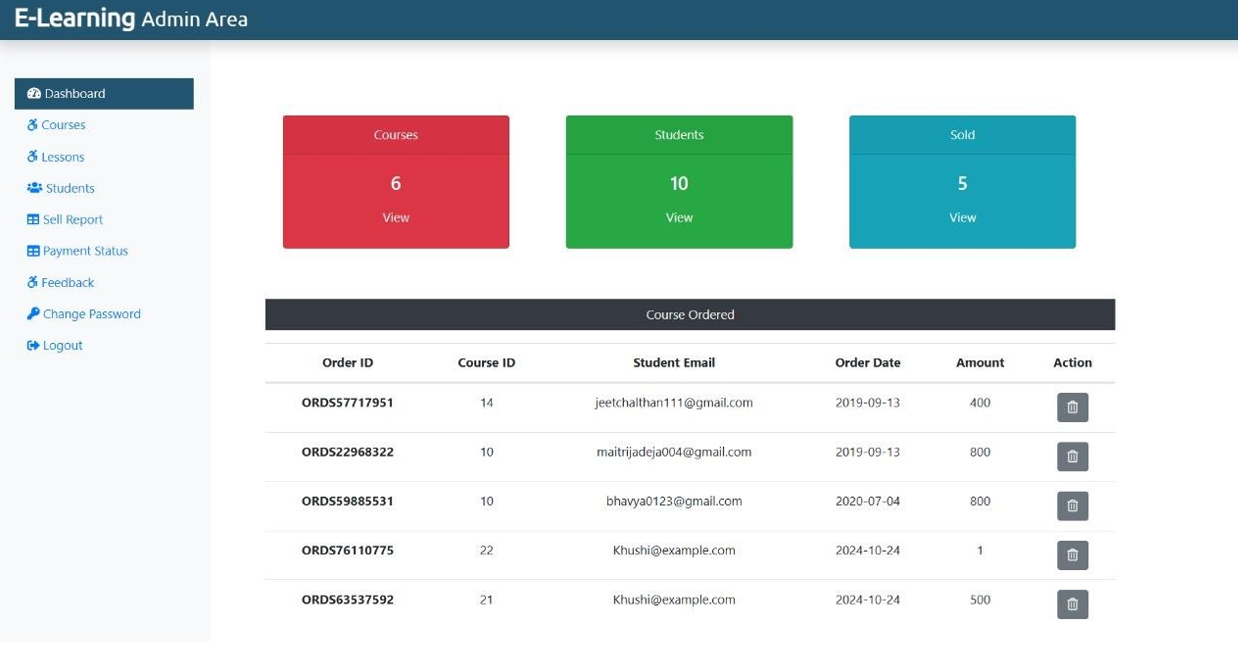 E-Learning Admin Area
Dashboard
Courses
Lessons
Students
Sell Report
Payment Status
Feedback
Change Password
Logout
Courses
6
View
Students
10
View
Sold
5
View
Course Ordered
Order ID Course ID Student Email Order Date Amount Action
ORDS57717951 14 jeetchalthan111@gmail.com 2019-09-13 400
ORDS22968322 10 maitrijadeja004@gmail.com 2019-09-13 800
ORDS59885531 10 bhavya0123@gmail.com 2020-07-04 800
ORDS76110775 22 Khushi@example.com 2024-10-24 1
ORDS63537592 21 Khushi@example.com 2024-10-24 500